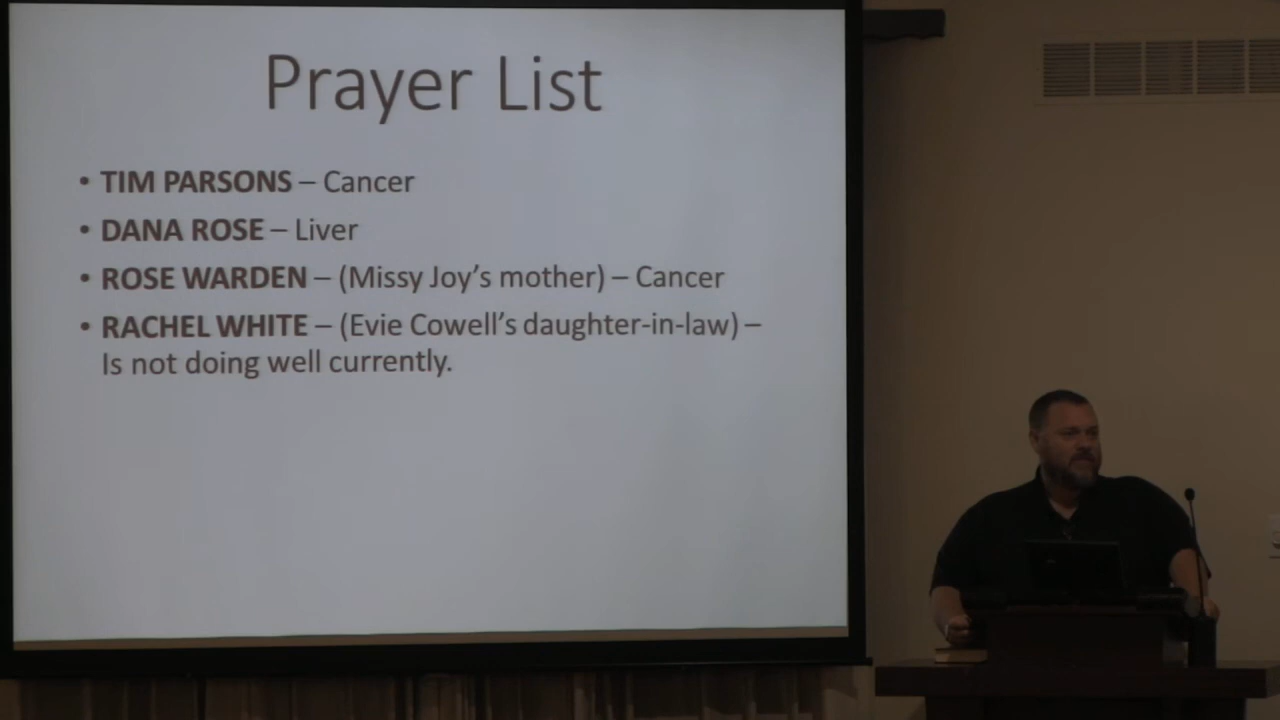 Prayer List
• TIM PARSONS – Cancer
• DANA ROSE – Liver
• ROSE WARDEN – (Missy Joy's mother) – Cancer
• RACHEL WHITE – (Evie Cowell's daughter-in-law) –
Is not doing well currently.